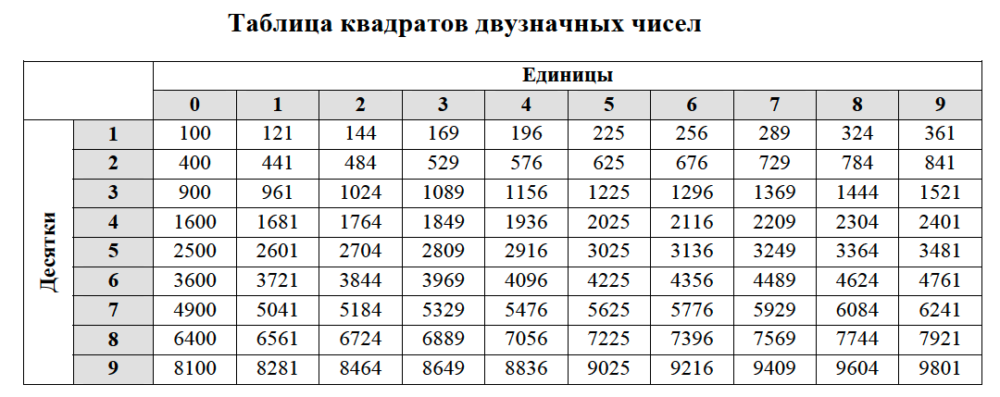 Таблица квадратов двузначных чисел
Единицы
0 1 2 3 4 5 6 7 8 9
Десятки
1 100 121 144 169 196 225 256 289 324 361
2 400 441 484 529 576 625 676 729 784 841
3 900 961 1024 1089 1156 1225 1296 1369 1444 1521
4 1600 1681 1764 1849 1936 2025 2116 2209 2304 2401
5 2500 2601 2704 2809 2916 3025 3136 3249 3364 3481
6 3600 3721 3844 3969 4096 4225 4356 4489 4624 4761
7 4900 5041 5184 5329 5476 5625 5776 5929 6084 6241
8 6400 6561 6724 6889 7056 7225 7396 7569 7744 7921
9 8100 8281 8464 8649 8836 9025 9216 9409 9604 9801